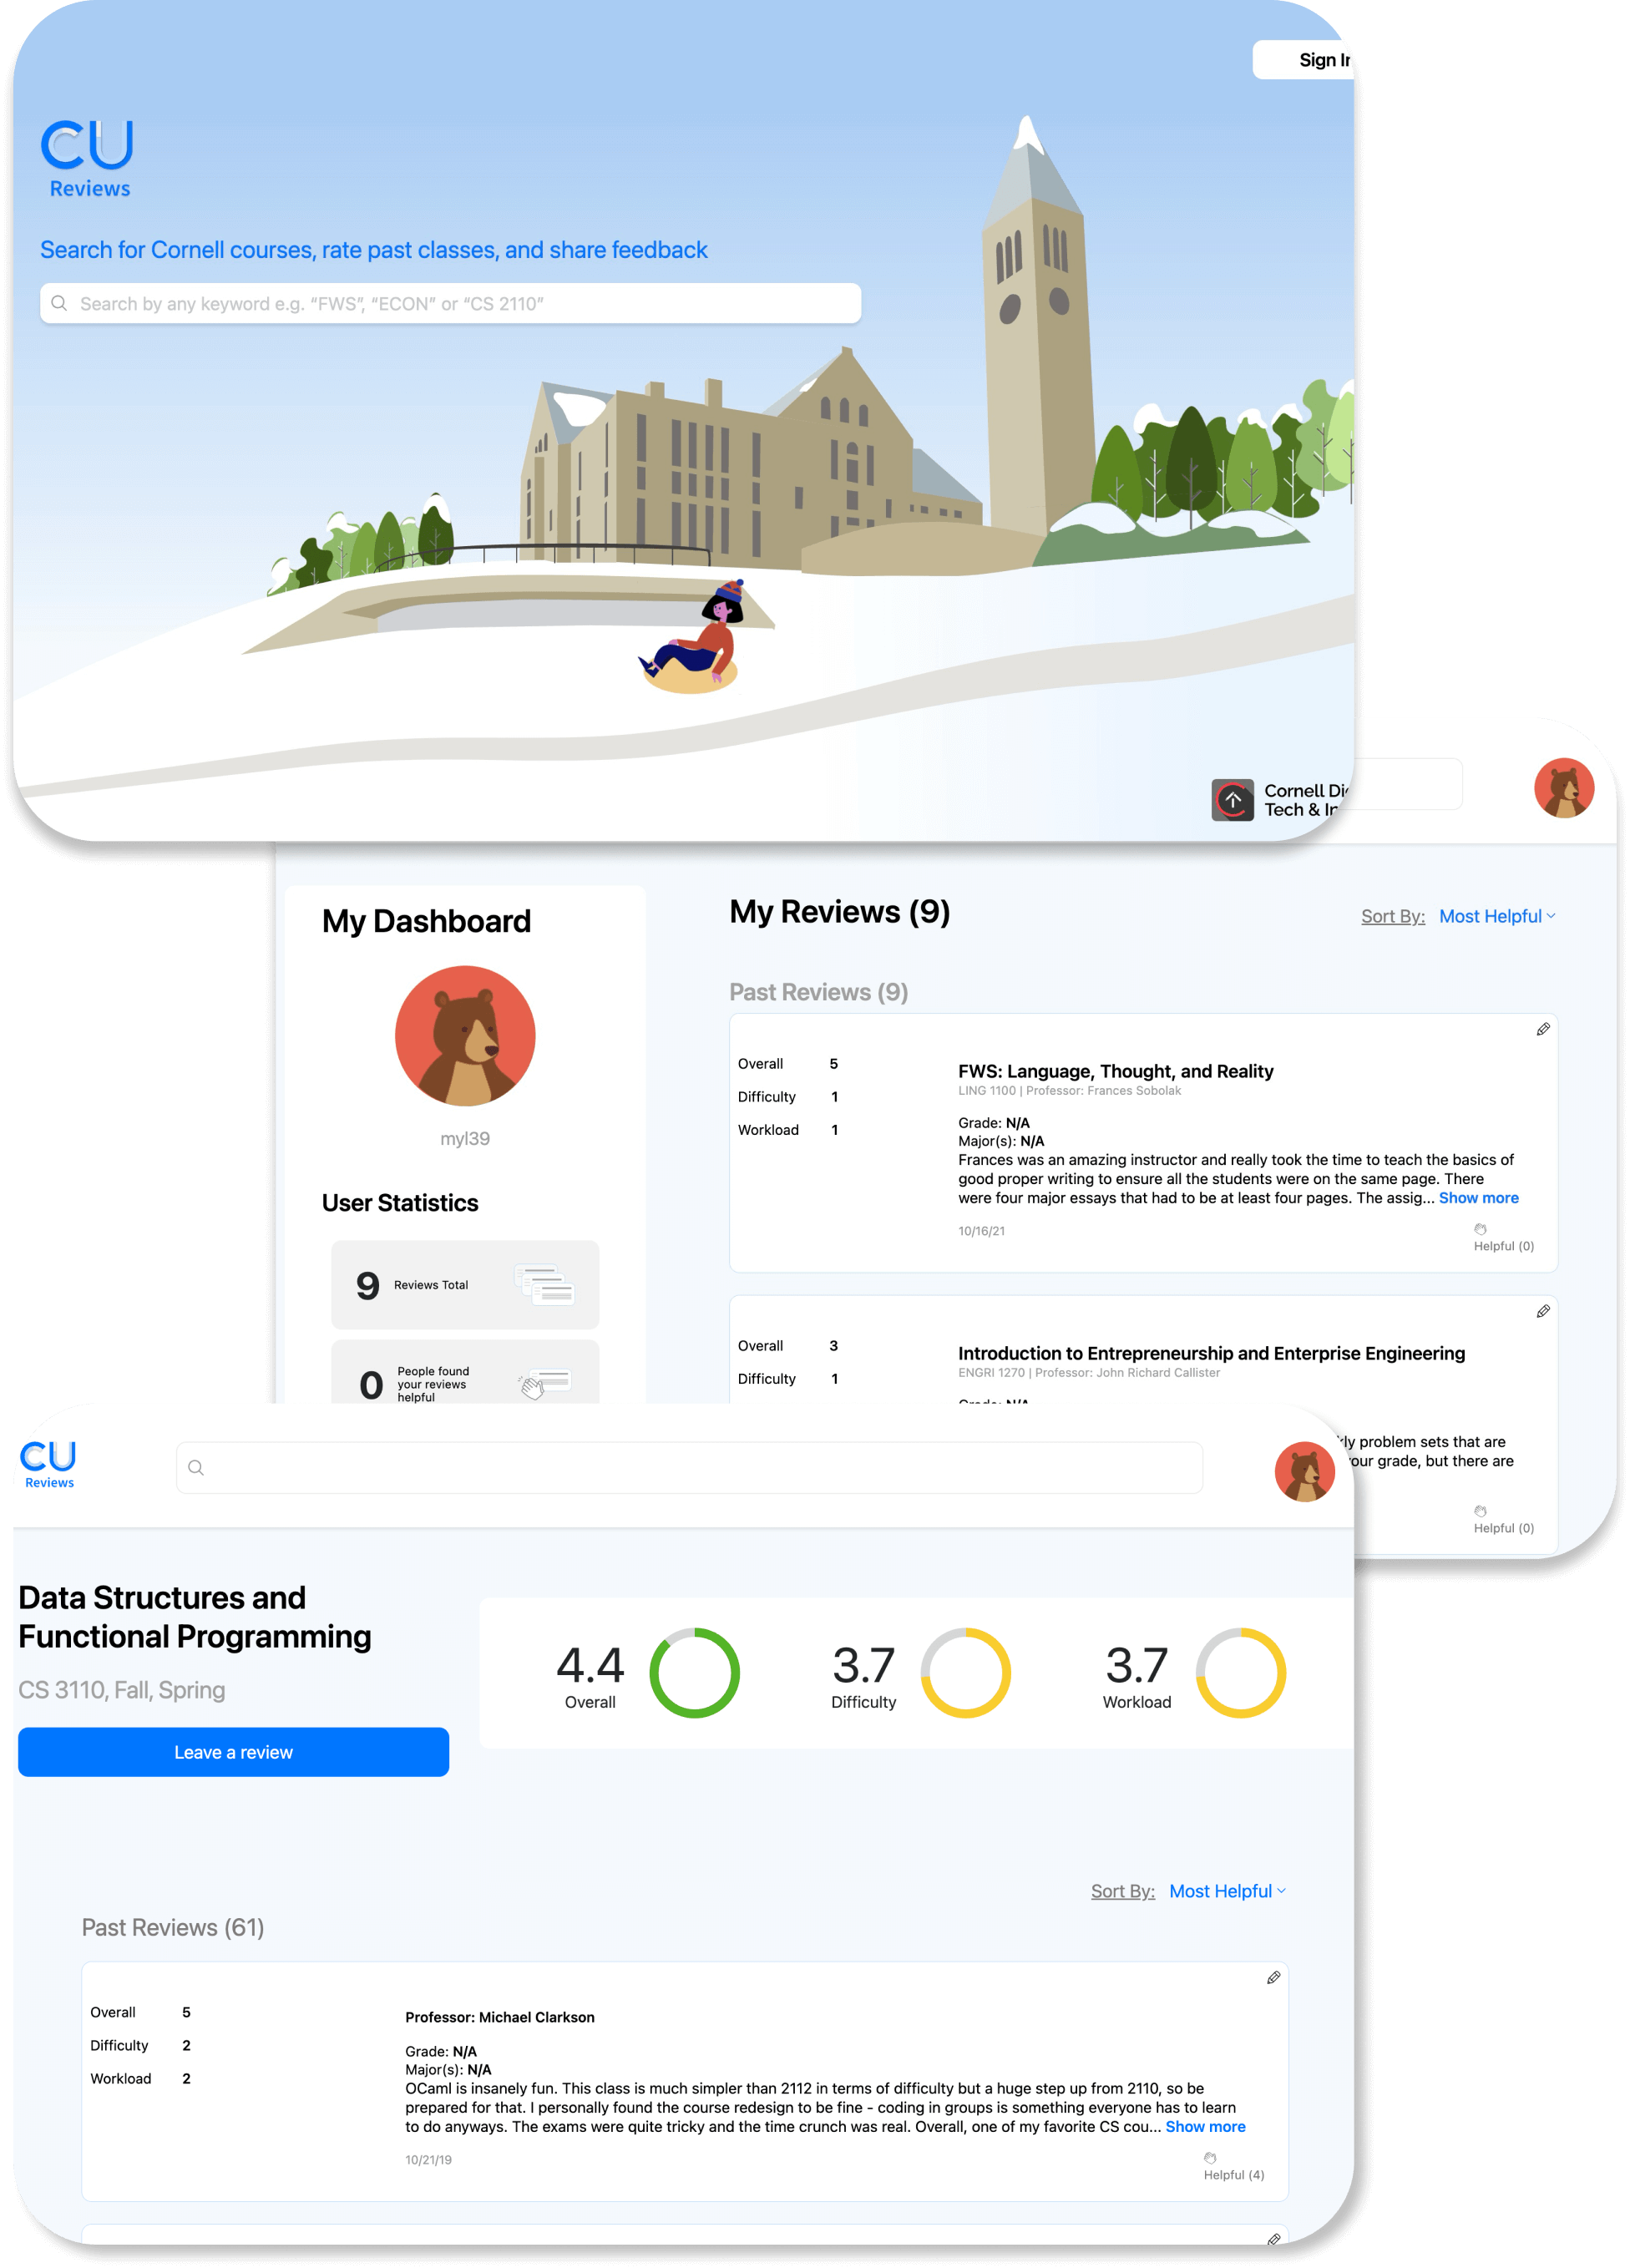 Sign In
CU
Reviews
Search for Cornell courses, rate past classes, and share feedback
Search by any keyword e.g. “FWS”, “ECON” or “CS 2110”
Cornell
Tech &
My Dashboard
myl39
User Statistics
9 Reviews Total
0 People found
your reviews
helpful
My Reviews (9)
Sort By: Most Helpful
Past Reviews (9)
Overall 5
Difficulty 1
Workload 1
FWS: Language, Thought, and Reality
LING 1100 | Professor: Frances Sobolak
Grade: N/A
Major(s): N/A
Frances was an amazing instructor and really took the time to teach the basics of
good proper writing to ensure all the students were on the same page. There
were four major essays that had to be at least four pages. The assig... Show more
10/16/21
Helpful (0)
Overall 3
Difficulty 1
Introduction to Entrepreneurship and Enterprise Engineering
ENGRI 1270 | Professor: John Richard Callister
Grade: N/A
problem sets that are
your grade, but there are
Helpful (0)
CU
Reviews
Data Structures and
Functional Programming
CS 3110, Fall, Spring
Leave a review
4.4
Overall
3.7
Difficulty
3.7
Workload
Sort By: Most Helpful
Past Reviews (61)
Overall 5
Difficulty 2
Workload 2
Professor: Michael Clarkson
Grade: N/A
Major(s): N/A
OCaml is insanely fun. This class is much simpler than 2112 in terms of difficulty but a huge step up from 2110, so be
prepared for that. I personally found the course redesign to be fine - coding in groups is something everyone has to learn
to do anyways. The exams were quite tricky and the time crunch was real. Overall, one of my favorite CS cou... Show more
10/21/19
Helpful (4)